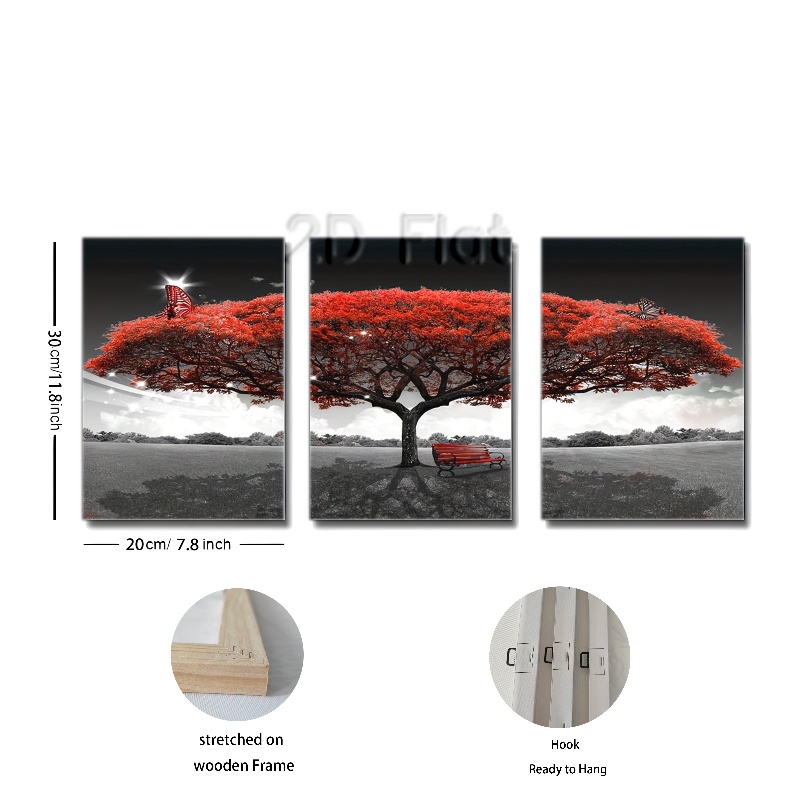 2D Flat
30cm/11.8inch
20cm/ 7.8 inch
stretched on
wooden Frame
Hook
Ready to Hang